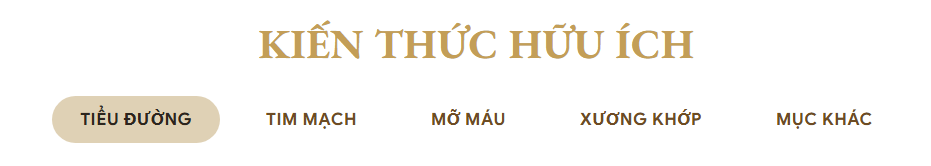 KIẾN THỨC HỮU ÍCH
TIỂU ĐƯỜNG TIM MẠCH MỠ MÁU XƯƠNG KHỚP MỤC KHÁC